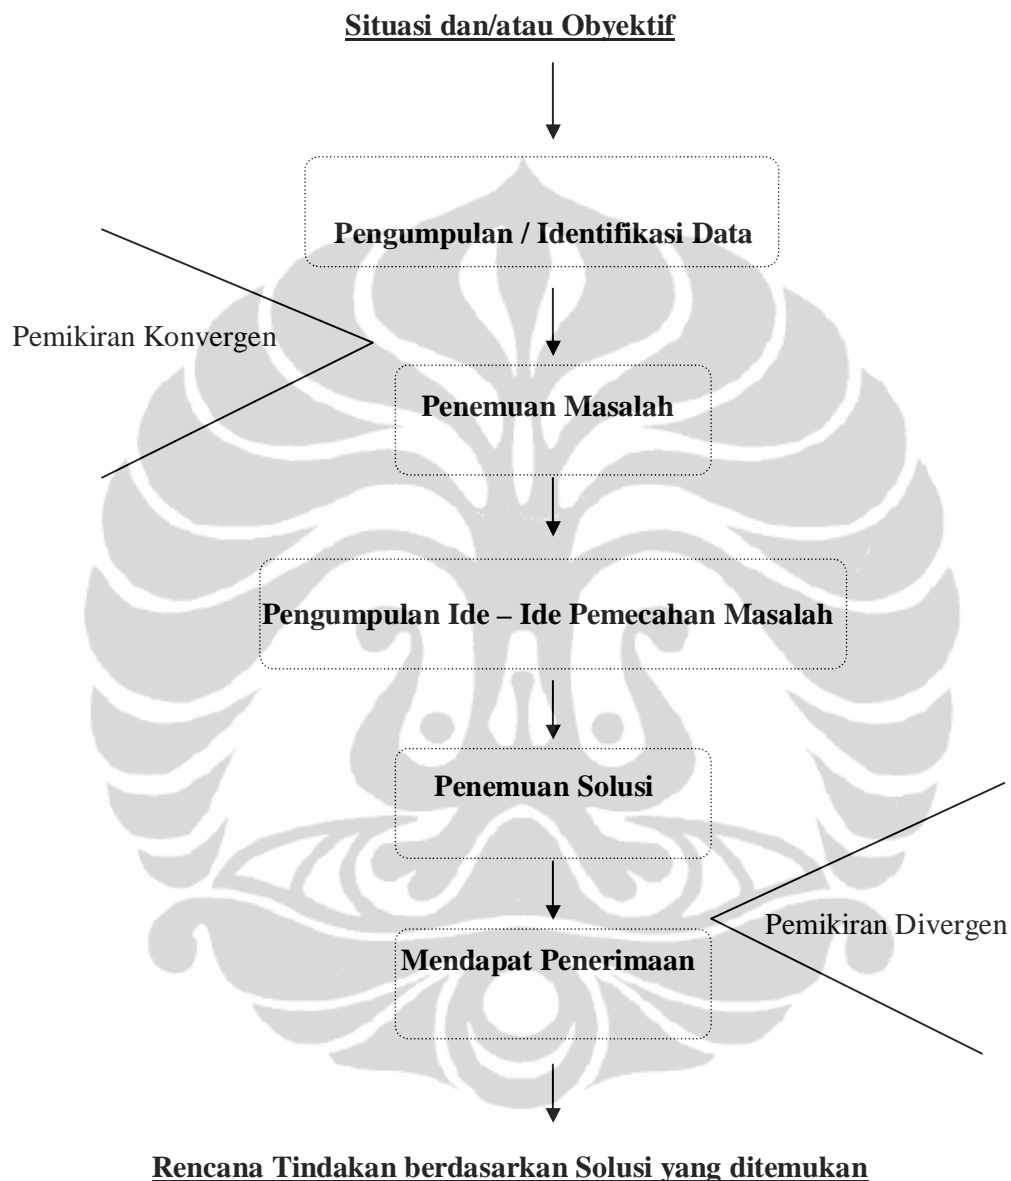 Situasi dan/atau Obyektif
Pengumpulan / Identifikasi Data
Pemikiran Konvergen
Penemuan Masalah
Pengumpulan Ide – Ide Pemecahan Masalah
Penemuan Solusi
Pemikiran Divergen
Mendapat Penerimaan
Rencana Tindakan berdasarkan Solusi yang ditemukan